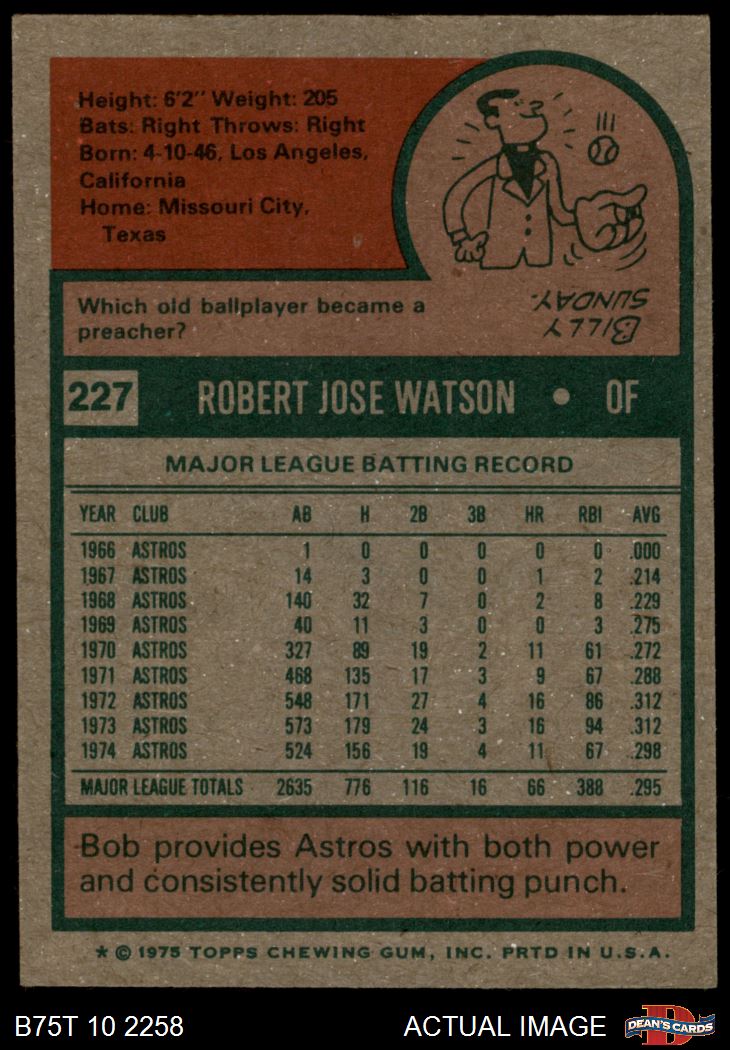 Height: 6'2" Weight: 205
Bats: Right Throws: Right
Born: 4-10-46, Los Angeles,
California
Home: Missouri City,
Texas
Which old ballplayer became a
preacher?
BILLY
SUNDAY.
227 ROBERT JOSE WATSON • OF
MAJOR LEAGUE BATTING RECORD
YEAR CLUB AB H 2B 3B HR RBI AVG
1966 ASTROS 1 0 0 0 0 0 .000
1967 ASTROS 14 3 0 0 1 2 .214
1968 ASTROS 140 32 7 0 2 8 .229
1969 ASTROS 40 11 3 0 0 3 .275
1970 ASTROS 327 89 19 2 11 61 .272
1971 ASTROS 468 135 17 3 9 67 .288
1972 ASTROS 548 171 27 4 16 86 .312
1973 ASTROS 573 179 24 3 16 94 .312
1974 ASTROS 524 156 19 4 11 67 .298
MAJOR LEAGUE TOTALS 2635 776 116 16 66 388 .295
Bob provides Astros with both power
and consistently solid batting punch.
* © 1975 TOPPS CHEWING GUM, INC. PRTD IN U.S.A.
B75T 10 2258 ACTUAL IMAGE D DEAN'S CARDS